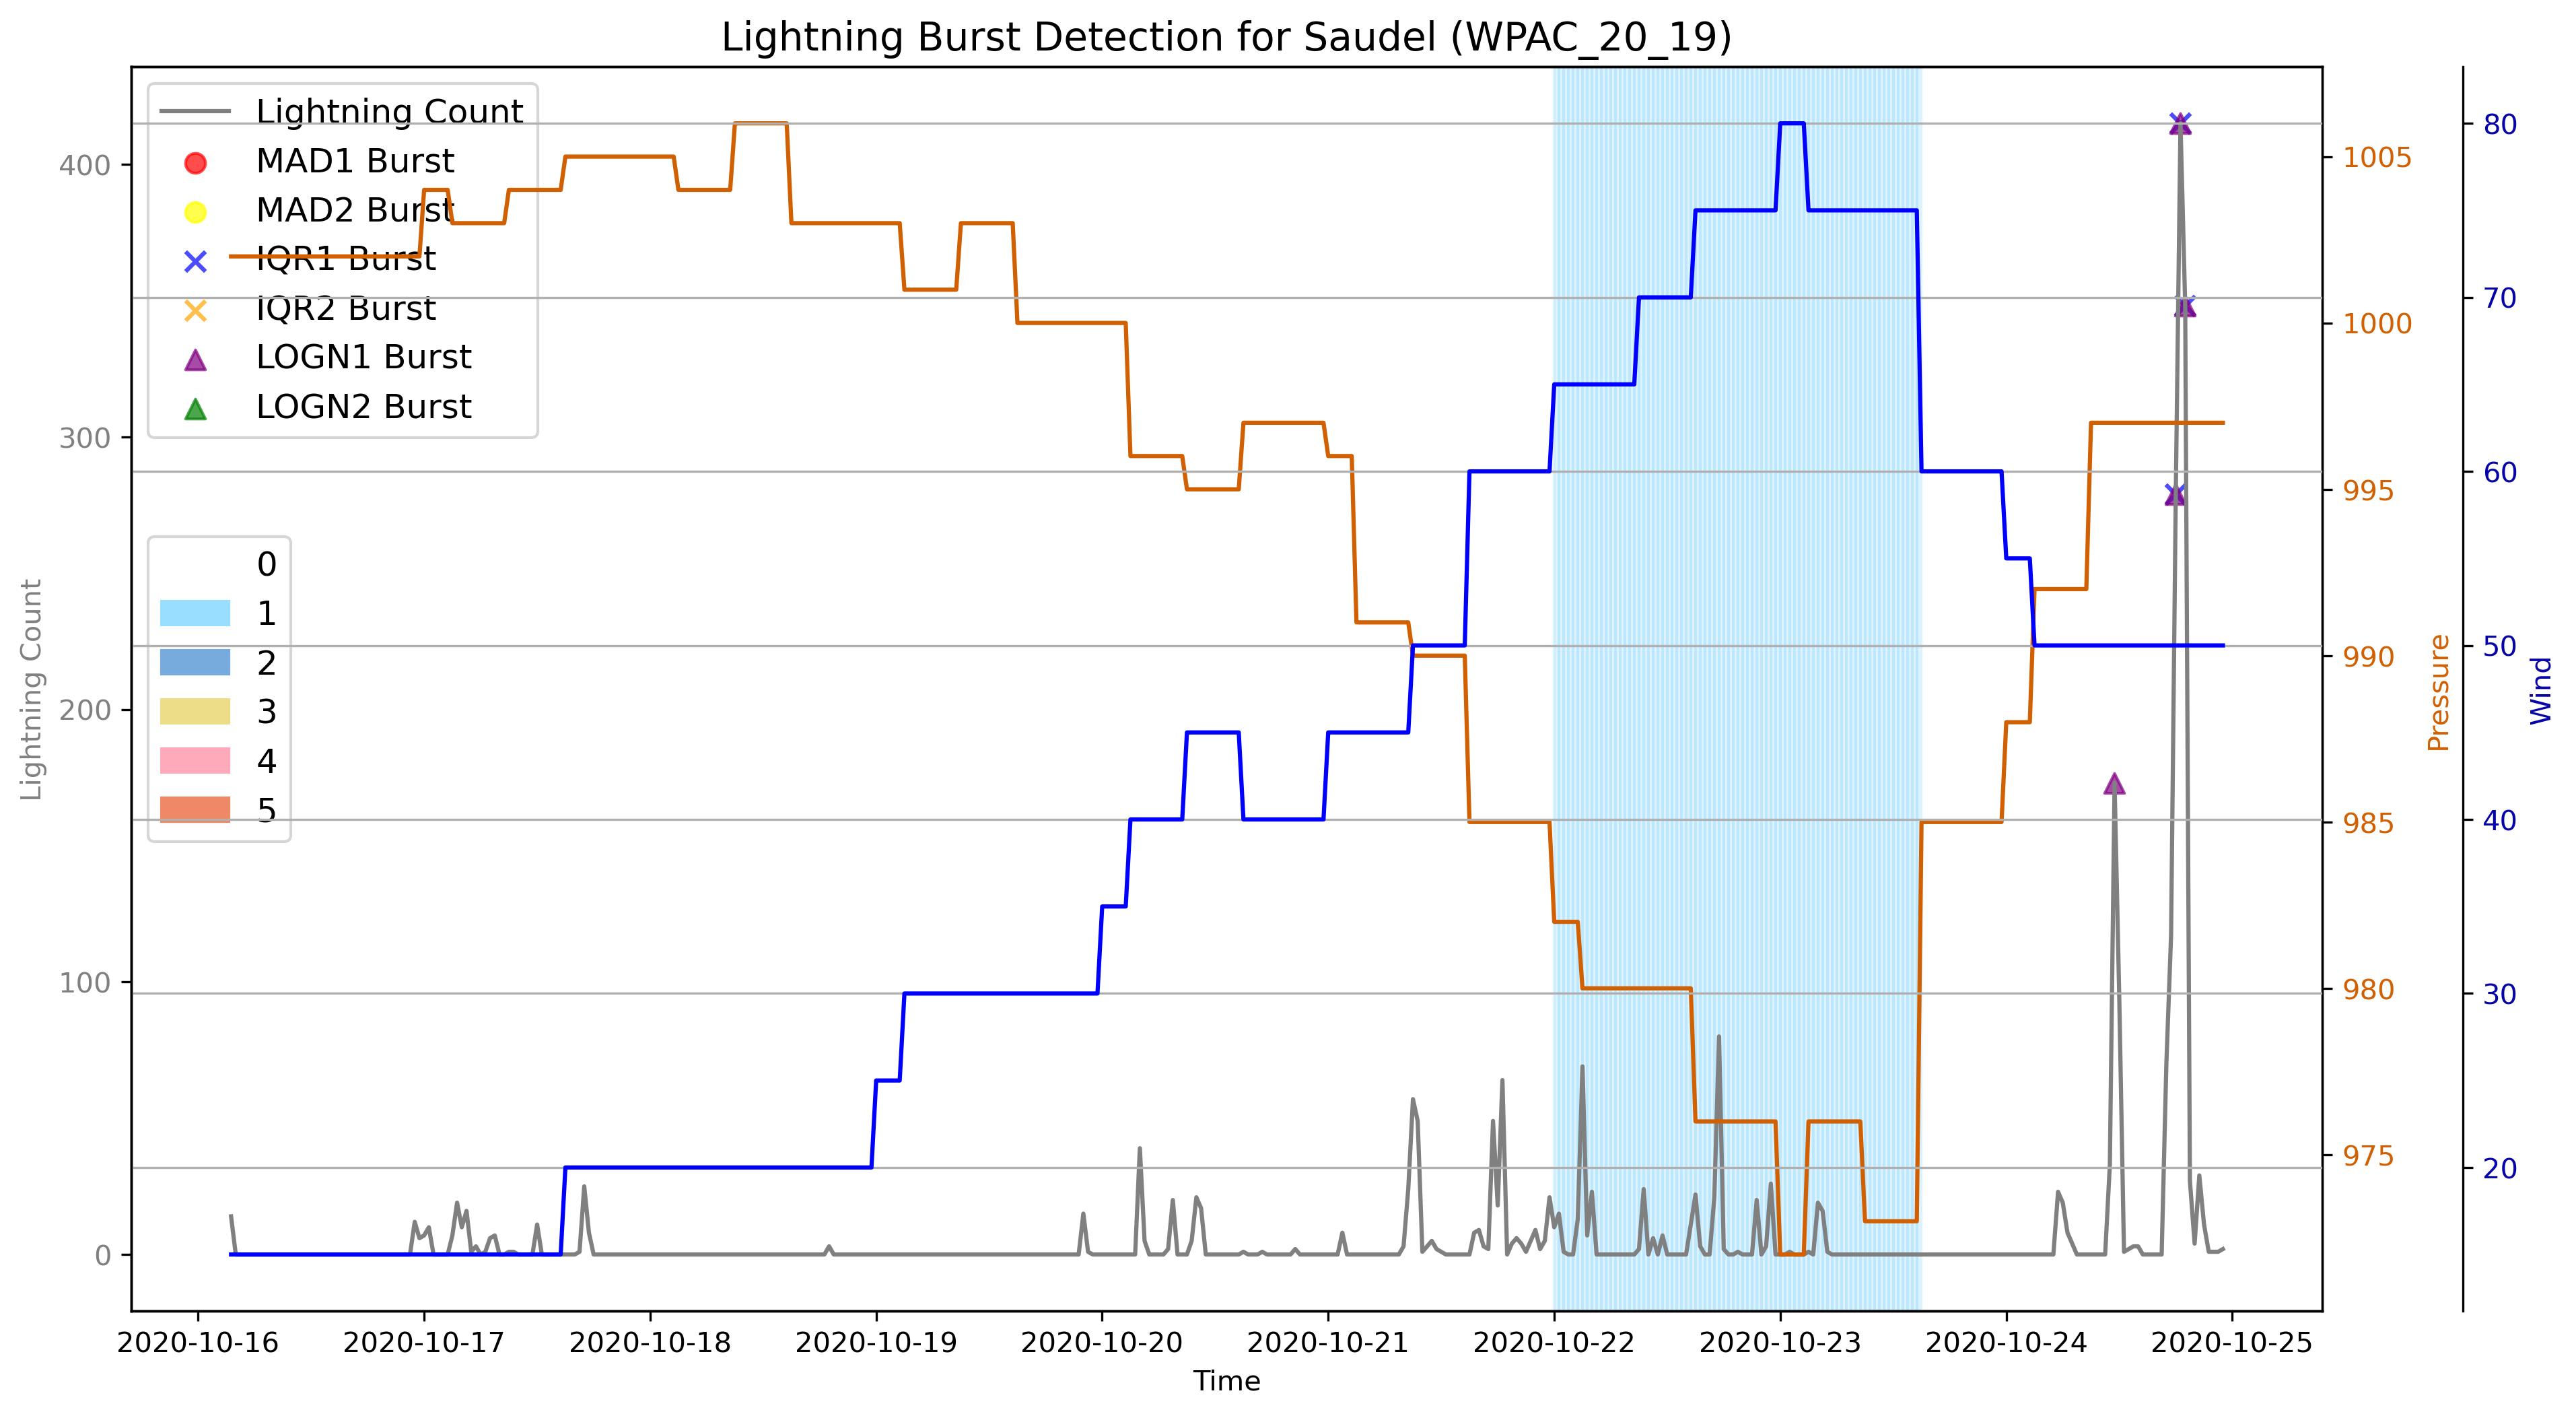 Lightning Burst Detection for Saudel (WPAC_20_19)
Lightning Count
MAD1 Burst
MAD2 Burst
IQR1 Burst
IQR2 Burst
LOGN1 Burst
LOGN2 Burst
0
1
2
3
4
5
Lightning Count
400
300
200
100
0
1005
1000
995
990
985
980
975
Pressure
80
70
60
50
40
30
20
Wind
2020-10-16
2020-10-17
2020-10-18
2020-10-19
2020-10-20
2020-10-21
2020-10-22
2020-10-23
2020-10-24
2020-10-25
Time